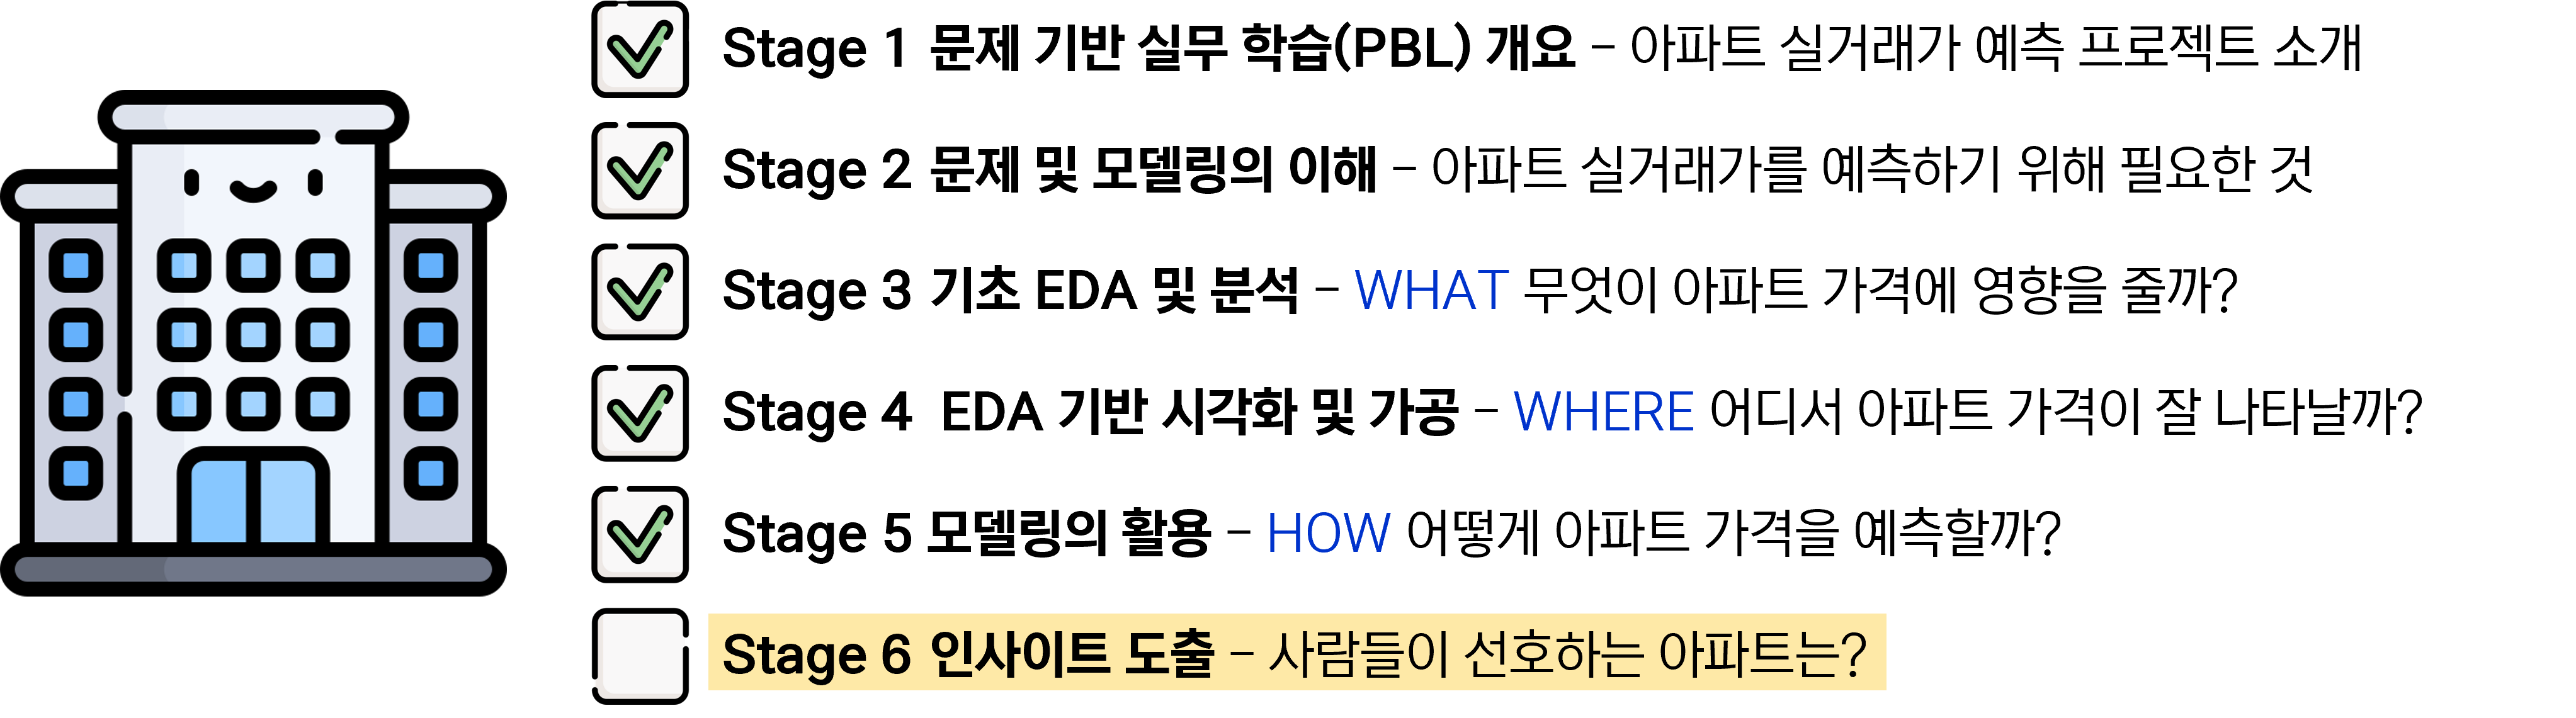 Stage 1 문제 기반 실무 학습(PBL) 개요 – 아파트 실거래가 예측 프로젝트 소개
Stage 2 문제 및 모델링의 이해 – 아파트 실거래가를 예측하기 위해 필요한 것
Stage 3 기초 EDA 및 분석 – WHAT 무엇이 아파트 가격에 영향을 줄까?
Stage 4 EDA 기반 시각화 및 가공 – WHERE 어디서 아파트 가격이 잘 나타날까?
Stage 5 모델링의 활용 – HOW 어떻게 아파트 가격을 예측할까?
Stage 6 인사이트 도출 – 사람들이 선호하는 아파트는?